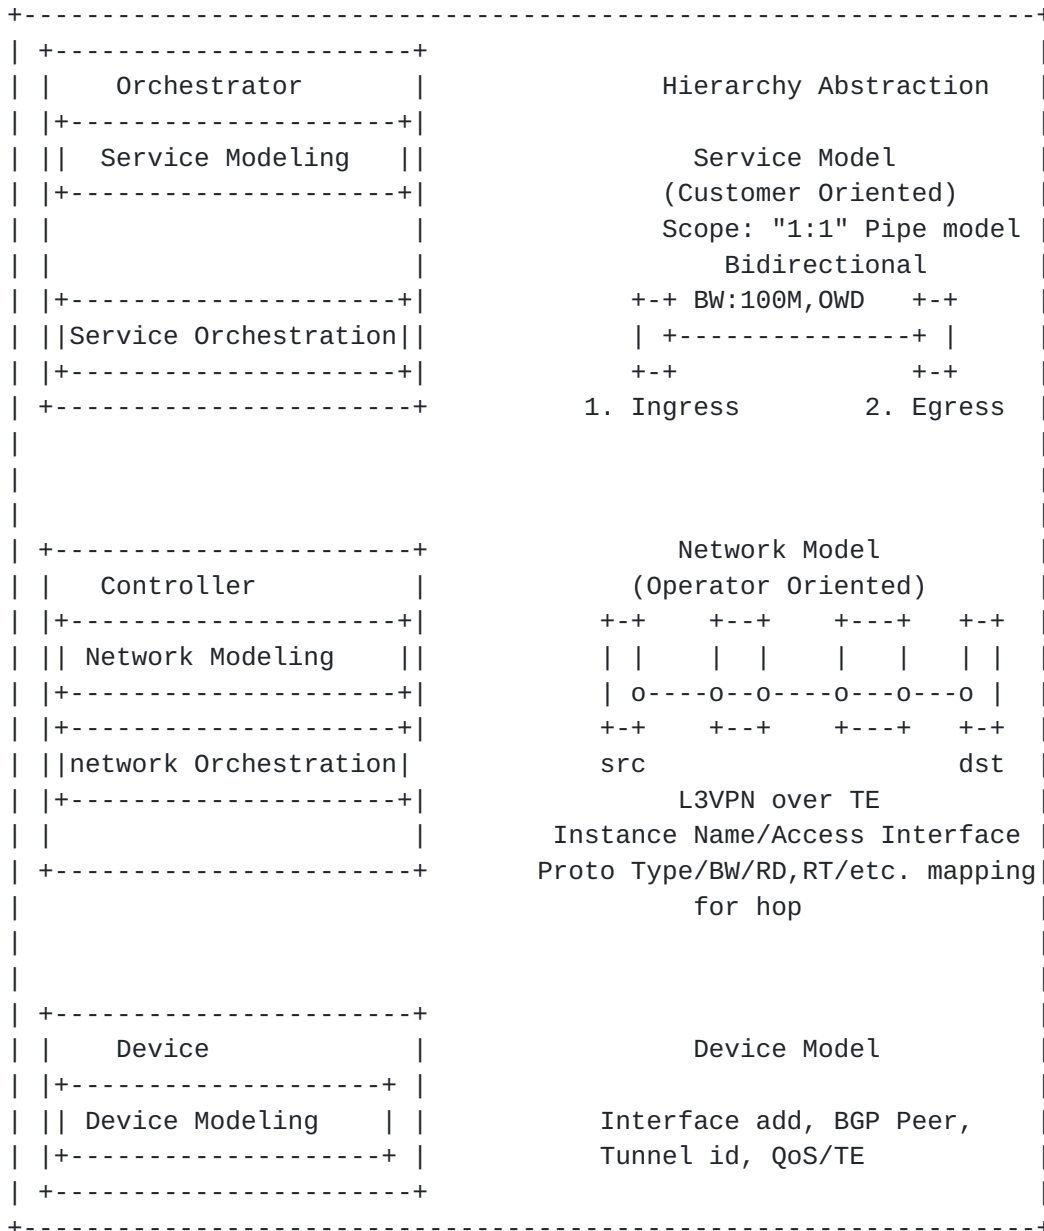 Orchestrator Hierarchy Abstraction
Service Modeling Service Model
(Customer Oriented)
Scope: "1:1" Pipe model
Bidirectional
BW:100M,OWD
Service Orchestration
1. Ingress 2. Egress
Network Model
Controller (Operator Oriented)
Network Modeling
o----o--o----o---o---o
network Orchestration src dst
L3VPN over TE
Instance Name/Access Interface
Proto Type/BW/RD,RT/etc. mapping
for hop
Device Device Model
Device Modeling Interface add, BGP Peer,
Tunnel id, QoS/TE